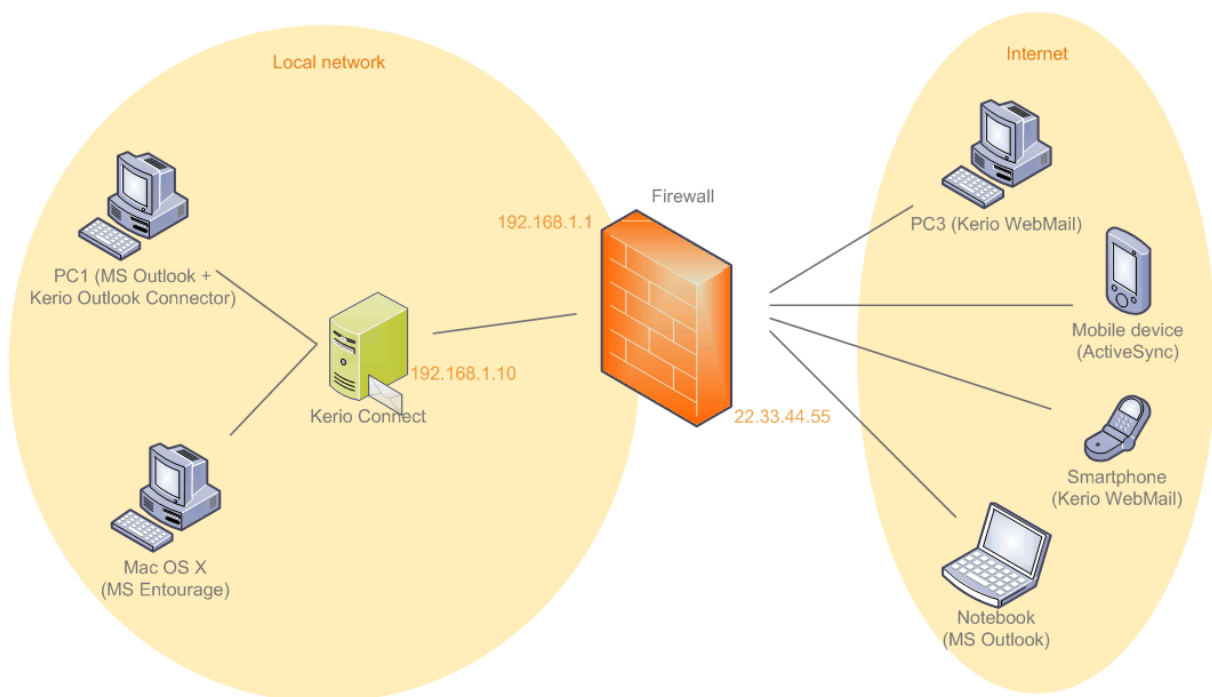 Local network
PC1 (MS Outlook +
Kerio Outlook Connector)
Mac OS X
(MS Entourage)
Kerio Connect
192.168.1.10
192.168.1.1
Firewall
22.33.44.55
Internet
PC3 (Kerio WebMail)
Mobile device
(ActiveSync)
Smartphone
(Kerio WebMail)
Notebook
(MS Outlook)